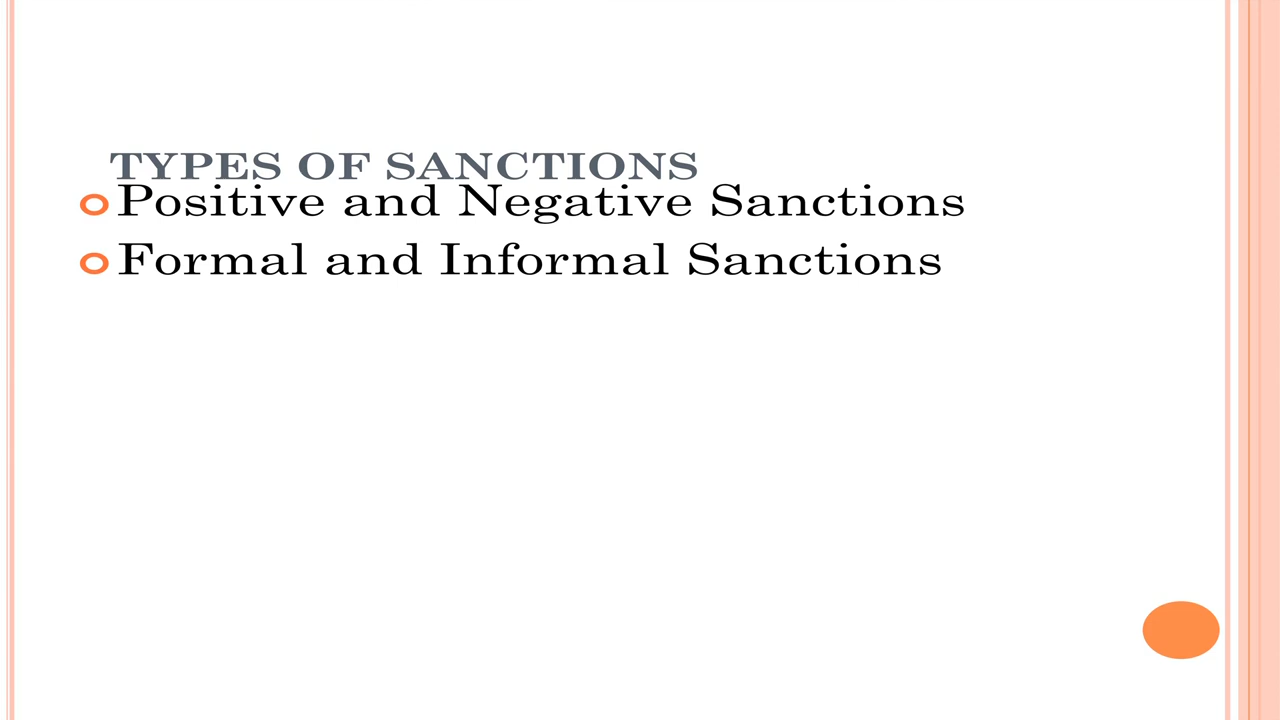 TYPES OF SANCTIONS
Positive and Negative Sanctions
Formal and Informal Sanctions